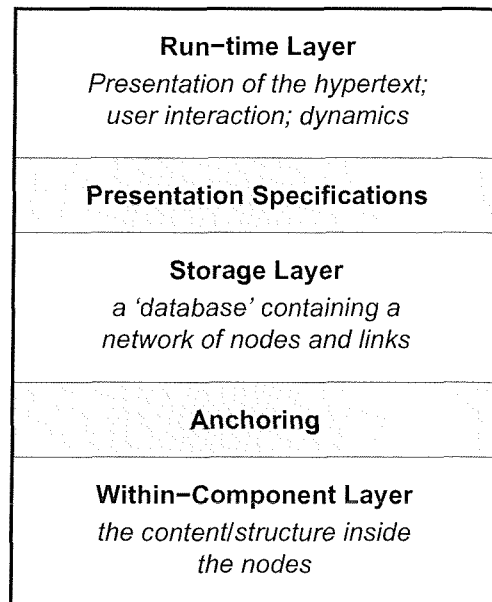 Run−time Layer
Presentation of the hypertext;
user interaction; dynamics
Presentation Specifications
Storage Layer
a ‘database’ containing a
network of nodes and links
Anchoring
Within−Component Layer
the content/structure inside
the nodes